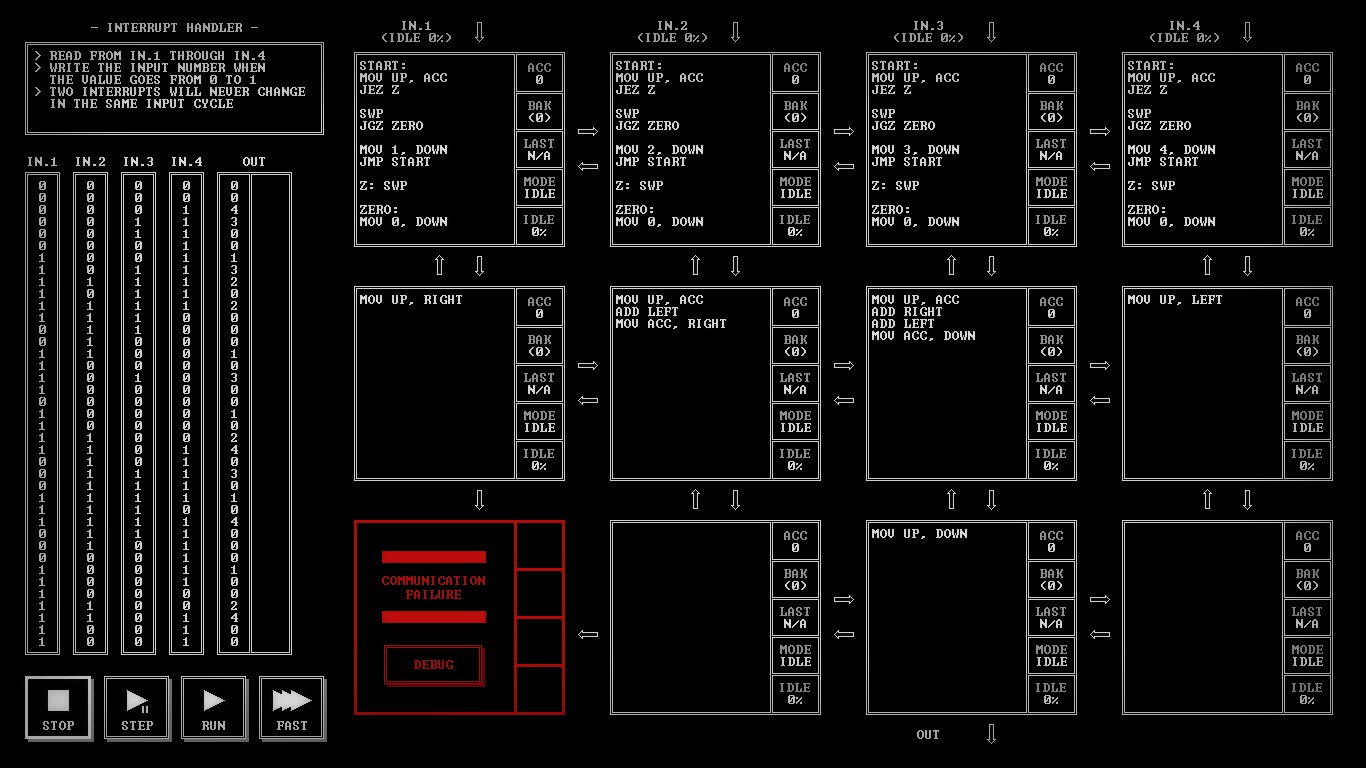 - INTERRUPT HANDLER -
> READ FROM IN.1 THROUGH IN.4
> WRITE THE INPUT NUMBER WHEN
THE VALUE GOES FROM 0 TO 1
> TWO INTERRUPTS WILL NEVER CHANGE
IN THE SAME INPUT CYCLE
IN.1 IN.2 IN.3 IN.4 OUT
0 0 0 0 0
0 0 0 0 0
0 0 0 1 4
0 0 1 1 3
0 0 1 1 0
0 0 1 1 0
1 0 0 1 1
1 0 1 1 3
1 1 1 1 2
1 0 1 1 0
1 1 1 1 2
1 1 1 0 0
0 1 1 0 0
0 1 1 0 0
1 1 0 0 1
1 0 0 0 0
1 0 1 0 3
1 0 0 0 0
0 0 0 0 0
1 0 0 0 1
1 0 0 0 0
1 1 0 0 2
1 1 0 1 4
0 1 0 1 0
0 1 1 1 3
0 1 1 1 0
1 1 1 1 1
1 1 1 0 0
1 1 1 1 4
0 1 1 1 0
0 1 0 1 0
0 0 0 1 0
1 0 0 1 1
1 0 0 1 0
1 0 0 0 0
1 1 0 0 2
1 1 0 1 4
1 0 0 1 0
1 0 0 1 0
STOP
STEP
RUN
FAST
IN.1
(IDLE 0%)
START:
MOV UP, ACC
JEZ Z
SWP
JGZ ZERO
MOV 1, DOWN
JMP START
Z: SWP
ZERO:
MOV 0, DOWN
ACC
0
BAK
(0)
LAST
N/A
MODE
IDLE
IDLE
0%
IN.2
(IDLE 0%)
START:
MOV UP, ACC
JEZ Z
SWP
JGZ ZERO
MOV 2, DOWN
JMP START
Z: SWP
ZERO:
MOV 0, DOWN
ACC
0
BAK
(0)
LAST
N/A
MODE
IDLE
IDLE
0%
IN.3
(IDLE 0%)
START:
MOV UP, ACC
JEZ Z
SWP
JGZ ZERO
MOV 3, DOWN
JMP START
Z: SWP
ZERO:
MOV 0, DOWN
ACC
0
BAK
(0)
LAST
N/A
MODE
IDLE
IDLE
0%
IN.4
(IDLE 0%)
START:
MOV UP, ACC
JEZ Z
SWP
JGZ ZERO
MOV 4, DOWN
JMP START
Z: SWP
ZERO:
MOV 0, DOWN
ACC
0
BAK
(0)
LAST
N/A
MODE
IDLE
IDLE
0%
MOV UP, RIGHT
ACC
0
BAK
(0)
LAST
N/A
MODE
IDLE
IDLE
0%
MOV UP, ACC
ADD LEFT
MOV ACC, RIGHT
ACC
0
BAK
(0)
LAST
N/A
MODE
IDLE
IDLE
0%
MOV UP, ACC
ADD RIGHT
ADD LEFT
MOV ACC, DOWN
ACC
0
BAK
(0)
LAST
N/A
MODE
IDLE
IDLE
0%
MOV UP, LEFT
ACC
0
BAK
(0)
LAST
N/A
MODE
IDLE
IDLE
0%
COMMUNICATION
FAILURE
DEBUG
ACC
0
BAK
(0)
LAST
N/A
MODE
IDLE
IDLE
0%
MOV UP, DOWN
ACC
0
BAK
(0)
LAST
N/A
MODE
IDLE
IDLE
0%
ACC
0
BAK
(0)
LAST
N/A
MODE
IDLE
IDLE
0%
OUT